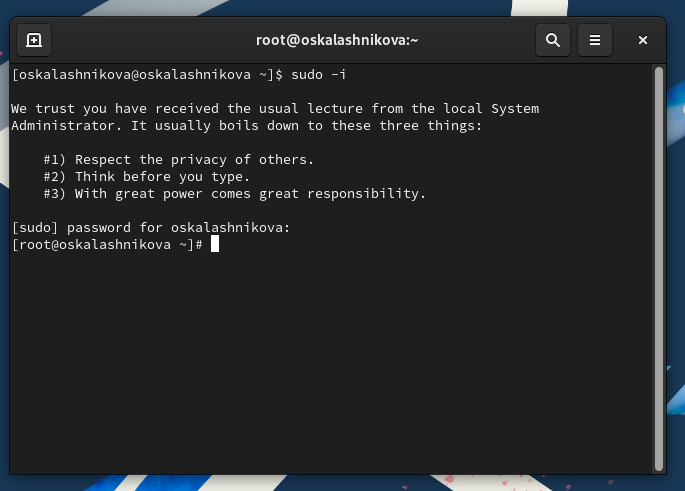 root@oskalashnikova:~
[oskalashnikova@oskalashnikova ~]$ sudo -i
We trust you have received the usual lecture from the local System
Administrator. It usually boils down to these three things:
#1) Respect the privacy of others.
#2) Think before you type.
#3) With great power comes great responsibility.
[sudo] password for oskalashnikova:
[root@oskalashnikova ~]#